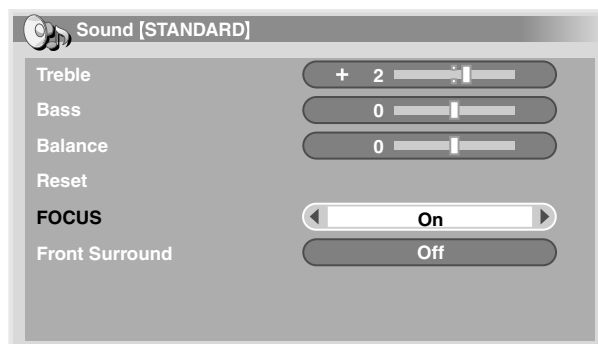 Sound [STANDARD]
Treble + 2
Bass 0
Balance 0
Reset
FOCUS On
Front Surround Off